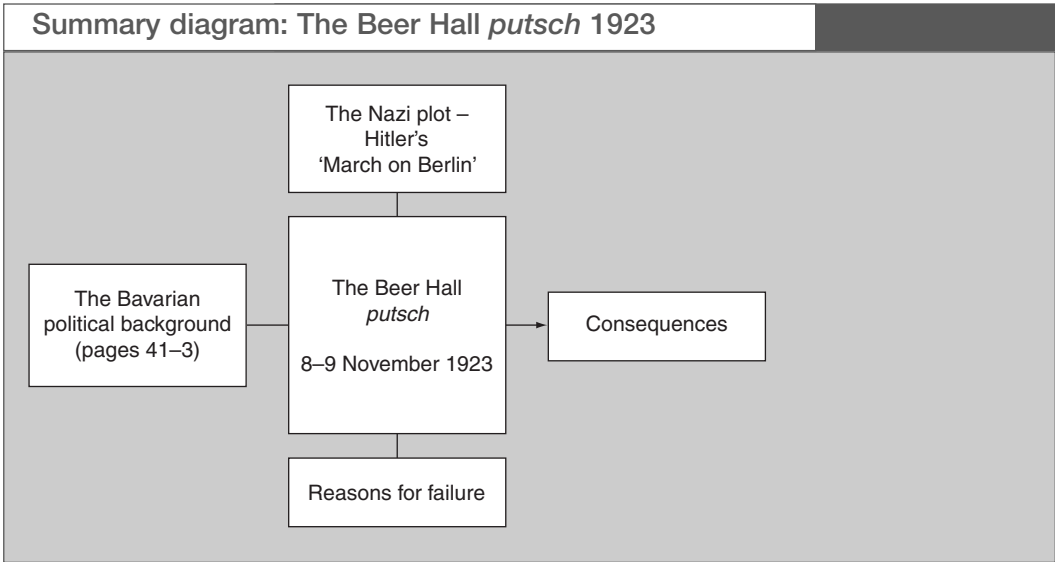 Summary diagram: The Beer Hall putsch 1923
The Nazi plot –
Hitler’s
‘March on Berlin’
The Bavarian
political background
(pages 41–3)
The Beer Hall
putsch
8–9 November 1923
Consequences
Reasons for failure